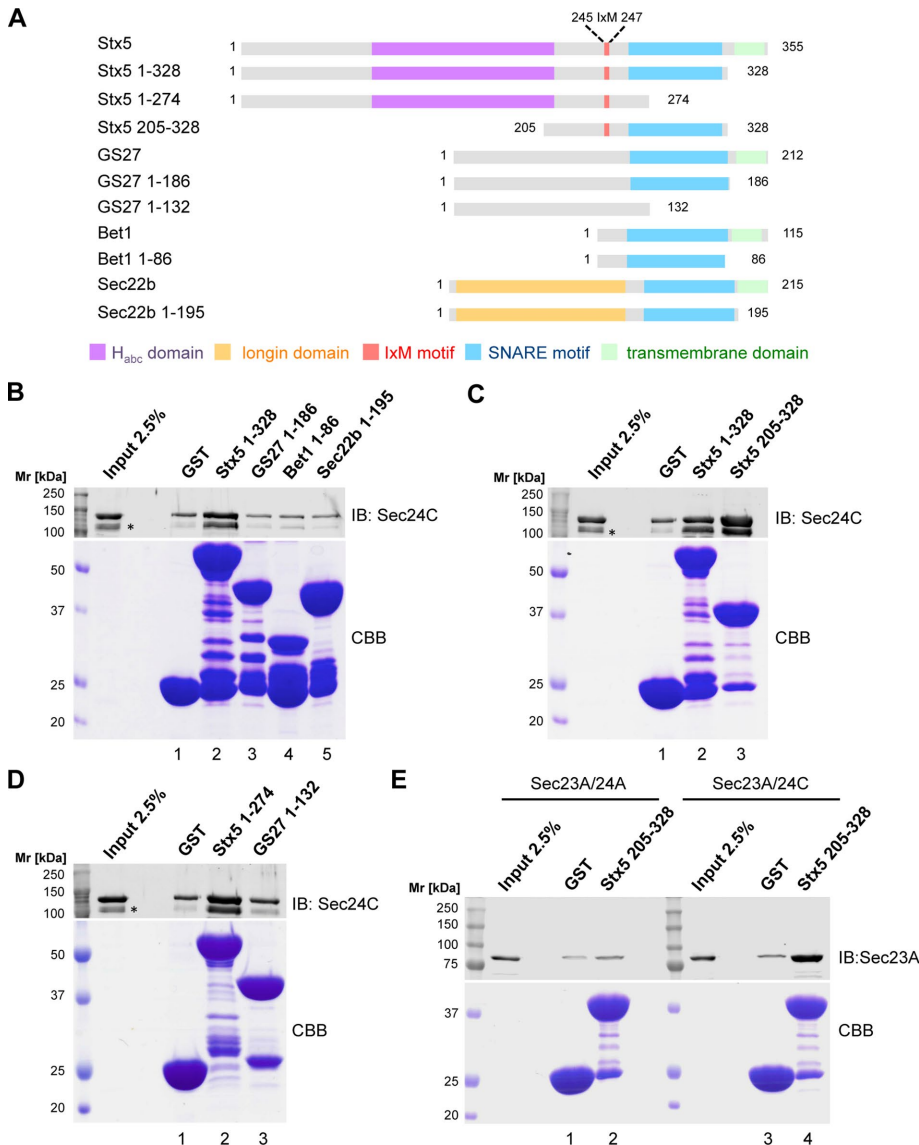 A
245 IxM 247
Stx5 1 355
Stx5 1-328 1 328
Stx5 1-274 1 274
Stx5 205-328 205 328
GS27 1 212
GS27 1-186 1 186
GS27 1-132 1 132
Bet1 1 115
Bet1 1-86 1 86
Sec22b 1 215
Sec22b 1-195 1 195
Habc domain longin domain IxM motif SNARE motif transmembrane domain
B
Input 2.5% GST Stx5 1-328 GS27 1-186 Bet1 1-86 Sec22b 1-195
Mr [kDa]
250
150
100
*
IB: Sec24C
50
37
25
20
CBB
1 2 3 4 5
C
Input 2.5% GST Stx5 1-328 Stx5 205-328
Mr [kDa]
250
150
100
*
IB: Sec24C
50
37
25
20
CBB
1 2 3
D
Input 2.5% GST Stx5 1-274 GS27 1-132
Mr [kDa]
250
150
100
*
IB: Sec24C
50
37
25
20
CBB
1 2 3
E
Sec23A/24A Sec23A/24C
Input 2.5% GST Stx5 205-328 Input 2.5% GST Stx5 205-328
Mr [kDa]
250
150
100
75
IB:Sec23A
37
25
20
CBB
1 2 3 4